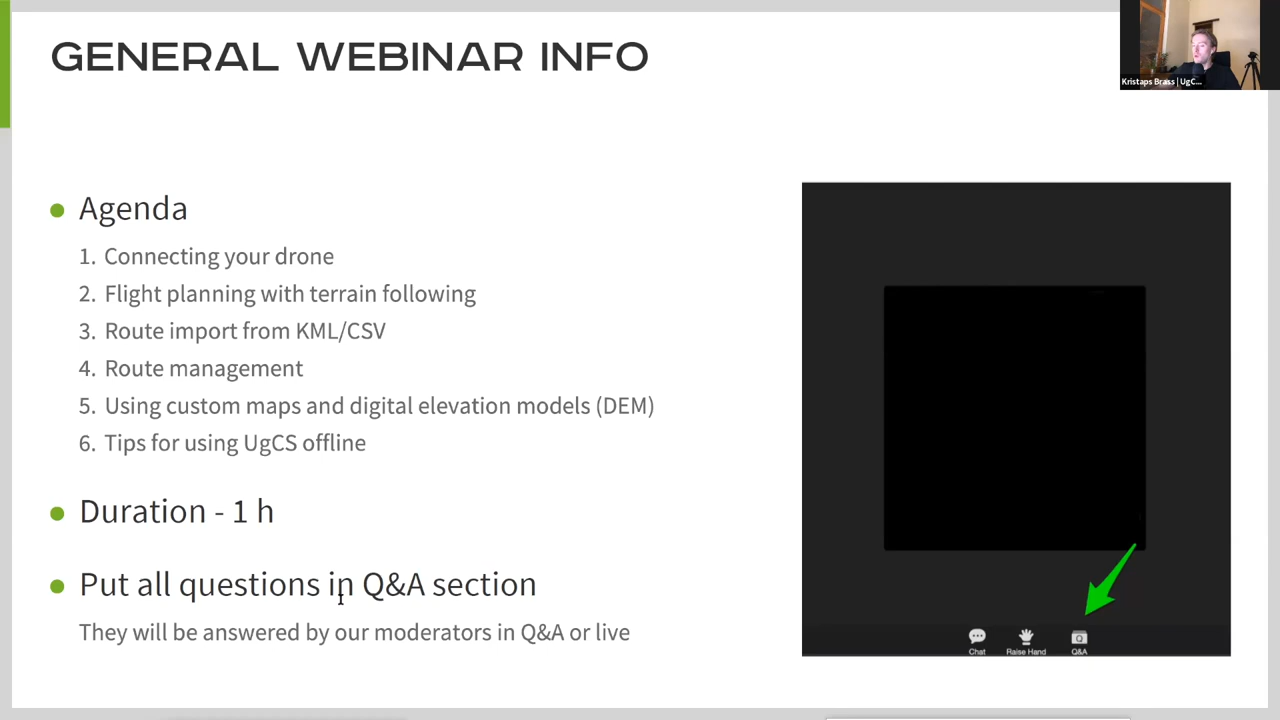 GENERAL WEBINAR INFO
Kristaps Brass | UgC...
Agenda
1. Connecting your drone
2. Flight planning with terrain following
3. Route import from KML/CSV
4. Route management
5. Using custom maps and digital elevation models (DEM)
6. Tips for using UgCS offline
Duration - 1 h
Put all questions in Q&A section
They will be answered by our moderators in Q&A or live
Chat
Raise Hand
Q&A